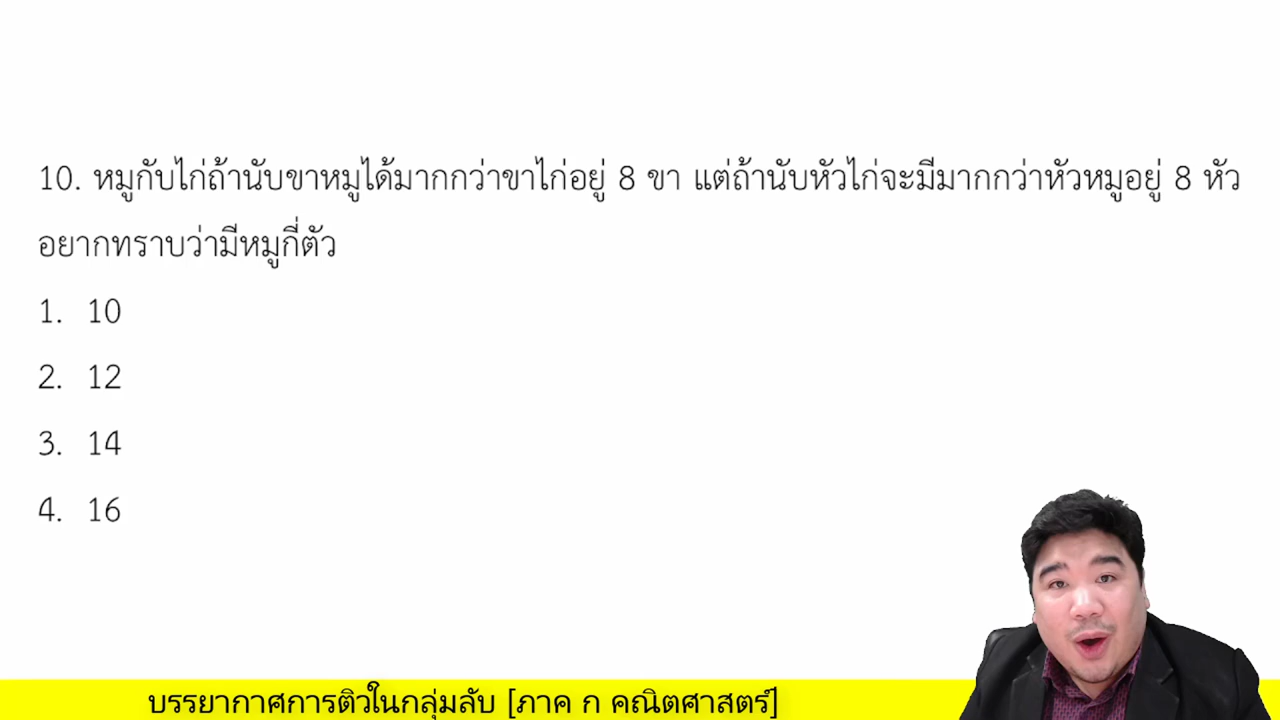 10. หมูกับไก่ถ้านับขาหมูได้มากกว่าขาไก่อยู่ 8 ขา แต่ถ้านับหัวไก่จะมีมากกว่าหัวหมูอยู่ 8 หัว
อยากทราบว่ามีหมูกี่ตัว
1. 10
2. 12
3. 14
4. 16
บรรยากาศการติวในกลุ่มลับ [ภาค ก คณิตศาสตร์]